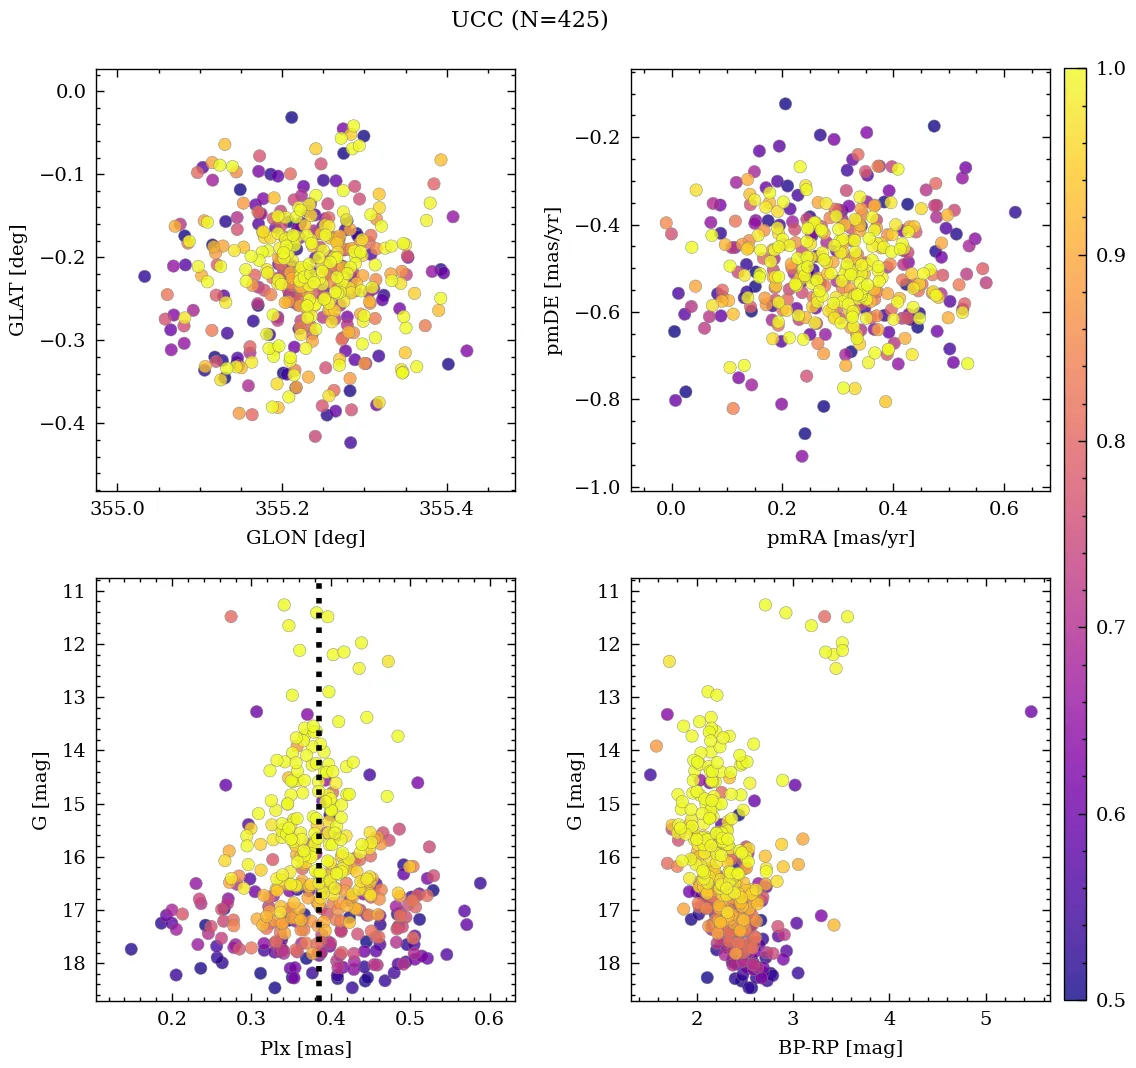 UCC (N=425)
0.0
−0.1
−0.2
−0.3
−0.4
GLAT [deg]
355.0 355.2 355.4
GLON [deg]
−0.2
−0.4
−0.6
−0.8
−1.0
pmDE [mas/yr]
0.0 0.2 0.4 0.6
pmRA [mas/yr]
11
12
13
14
15
16
17
18
G [mag]
0.2 0.3 0.4 0.5 0.6
Plx [mas]
11
12
13
14
15
16
17
18
G [mag]
2 3 4 5
BP-RP [mag]
1.0
0.9
0.8
0.7
0.6
0.5